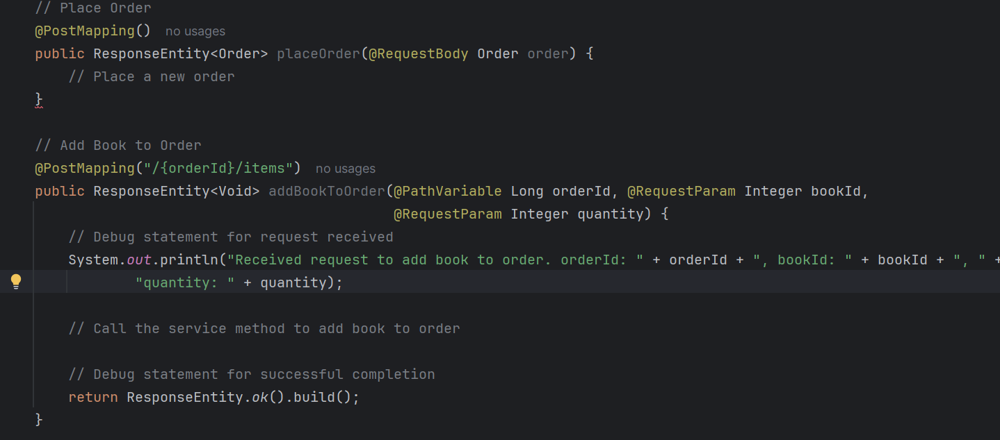 // Place Order
@PostMapping() no usages
public ResponseEntity<Order> placeOrder(@RequestBody Order order) {
    // Place a new order
}

// Add Book to Order
@PostMapping("/{orderId}/items") no usages
public ResponseEntity<Void> addBookToOrder(@PathVariable Long orderId, @RequestParam Integer bookId,
                                           @RequestParam Integer quantity) {
    // Debug statement for request received
    System.out.println("Received request to add book to order. orderId: " + orderId + ", bookId: " + bookId + ", " +
            "quantity: " + quantity);

    // Call the service method to add book to order

    // Debug statement for successful completion
    return ResponseEntity.ok().build();
}